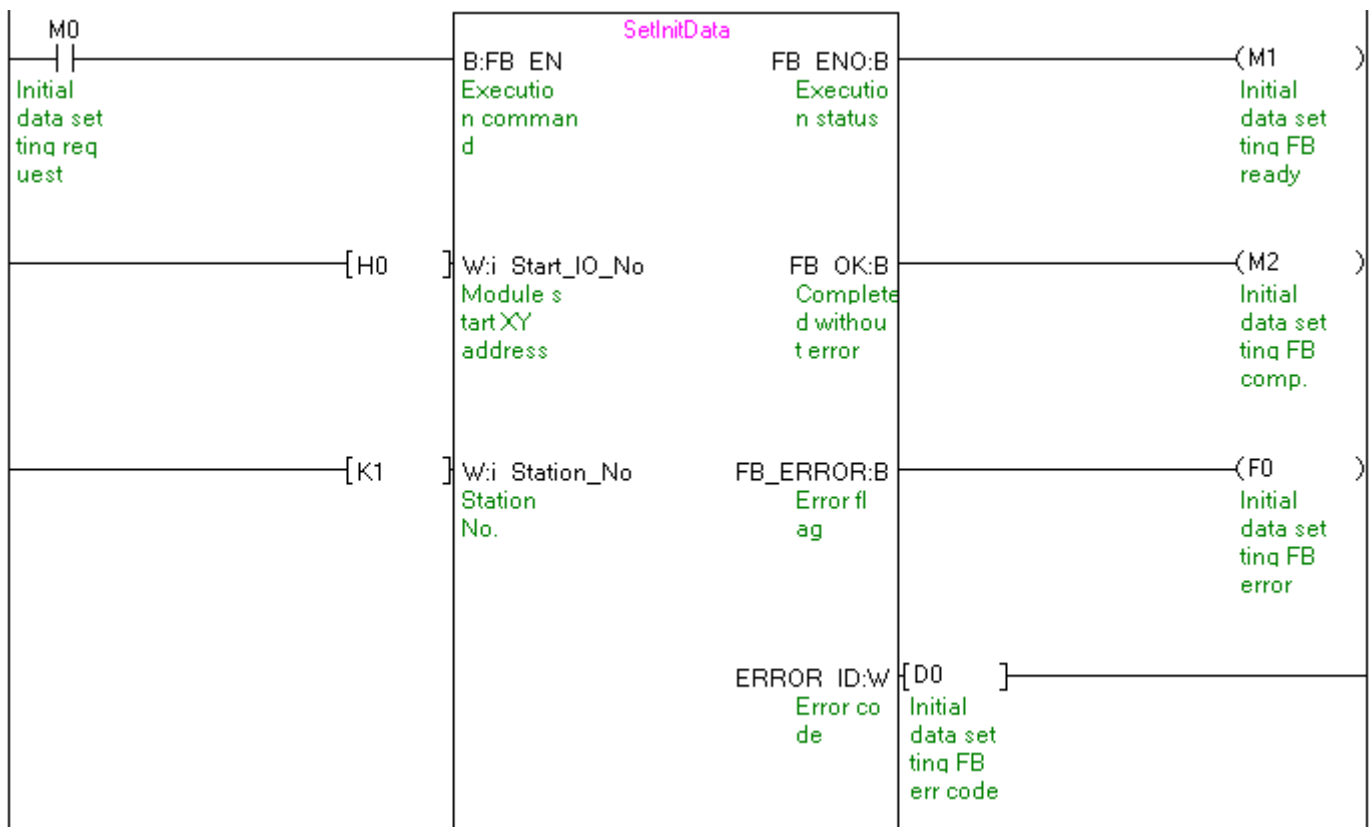 M0
SetInitData
B:FB_EN
FB_ENO:B
M1
Initial
data set
ting req
uest
Executio
n comman
d
Executio
n status
Initial
data set
ting FB
ready
H0
W:i_Start_IO_No
FB_OK:B
M2
Module s
tart XY
address
Complete
d withou
t error
Initial
data set
ting FB
comp.
K1
W:i_Station_No
FB_ERROR:B
F0
Station
No.
Error fl
ag
Initial
data set
ting FB
error
ERROR_ID:W
D0
Error co
de
Initial
data set
ting FB
err code